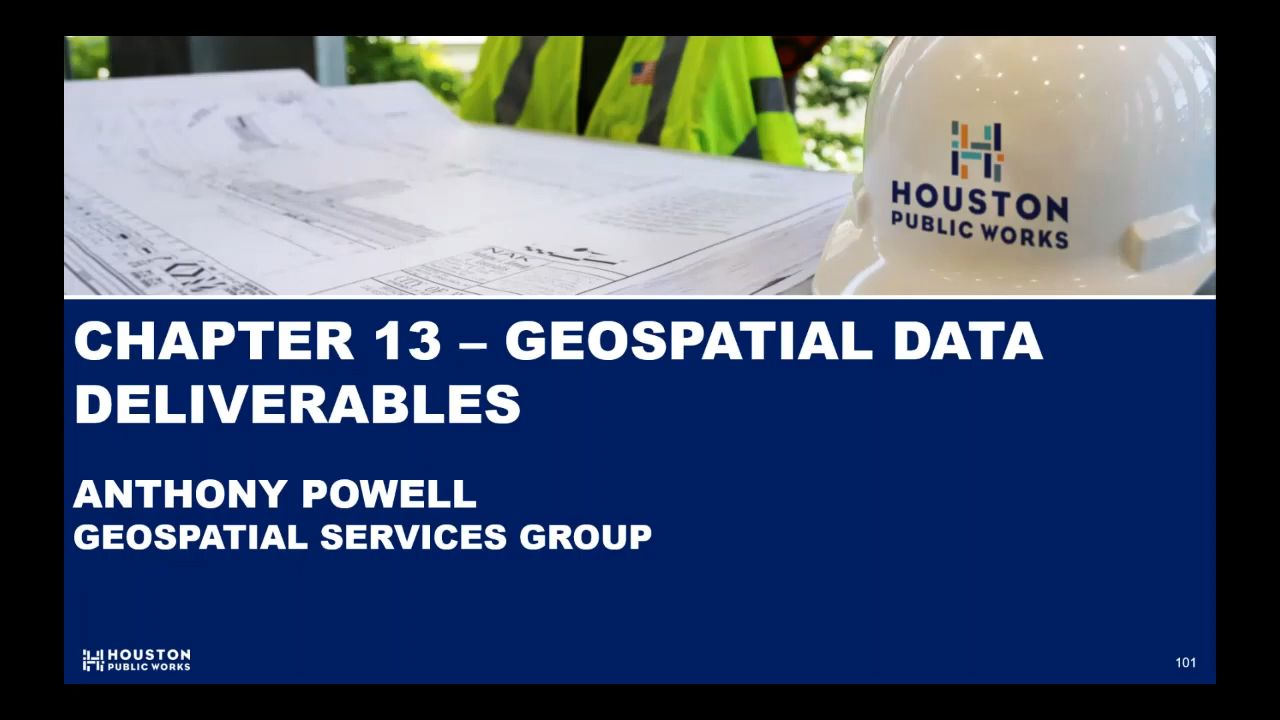 HOUSTON
PUBLIC WORKS
CHAPTER 13 – GEOSPATIAL DATA
DELIVERABLES
ANTHONY POWELL
GEOSPATIAL SERVICES GROUP
HOUSTON
PUBLIC WORKS
101